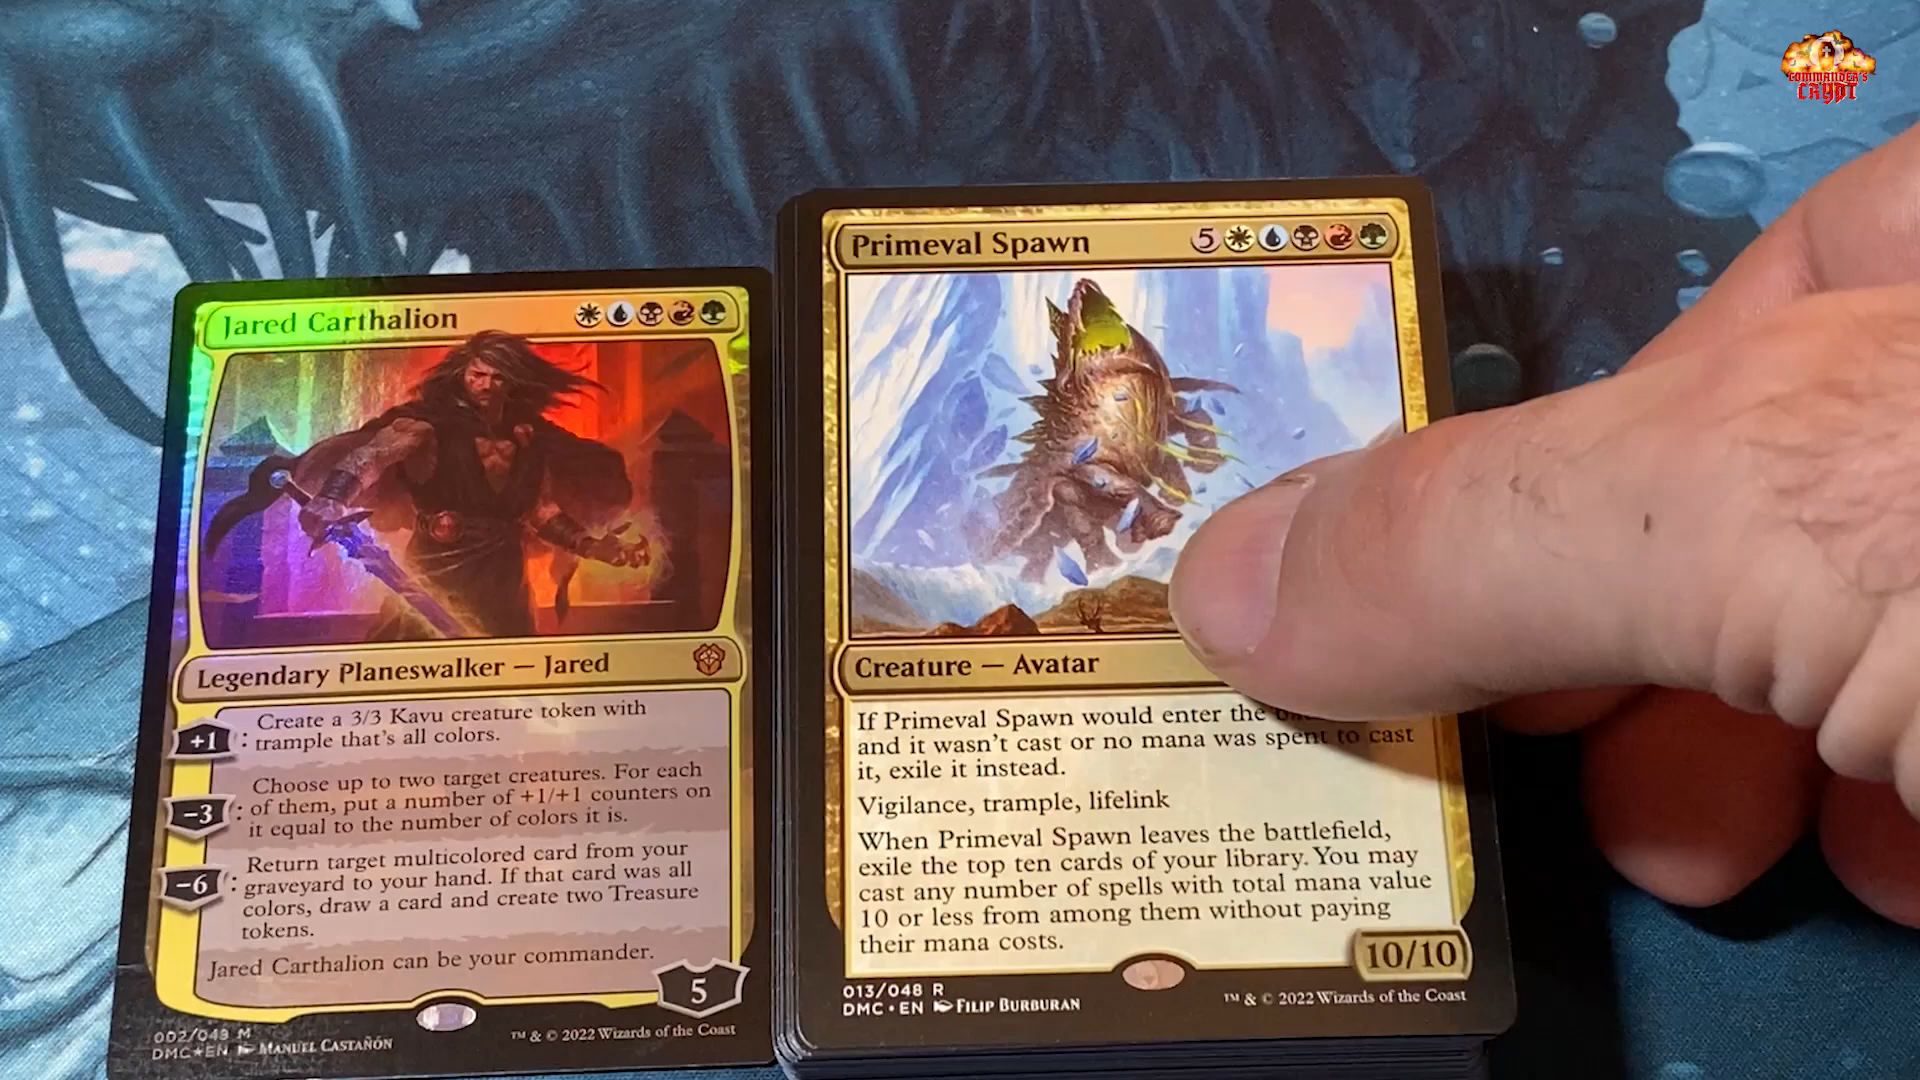 COMMANDER'S
CRYPT
Jared Carthalion
Legendary Planeswalker — Jared
+1: Create a 3/3 Kavu creature token with
trample that's all colors.
−3: Choose up to two target creatures. For each
of them, put a number of +1/+1 counters on
it equal to the number of colors it is.
−6: Return target multicolored card from your
graveyard to your hand. If that card was all
colors, draw a card and create two Treasure
tokens.
Jared Carthalion can be your commander.
5
002/048 M
DMC★EN MANUEL CASTAÑÓN
™ & © 2022 Wizards of the Coast
Primeval Spawn 5
Creature — Avatar
If Primeval Spawn would enter the
and it wasn't cast or no mana was spent to cast
it, exile it instead.
Vigilance, trample, lifelink
When Primeval Spawn leaves the battlefield,
exile the top ten cards of your library. You may
cast any number of spells with total mana value
10 or less from among them without paying
their mana costs.
10/10
013/048 R
DMC • EN FILIP BURBURAN
™ & © 2022 Wizards of the Coast